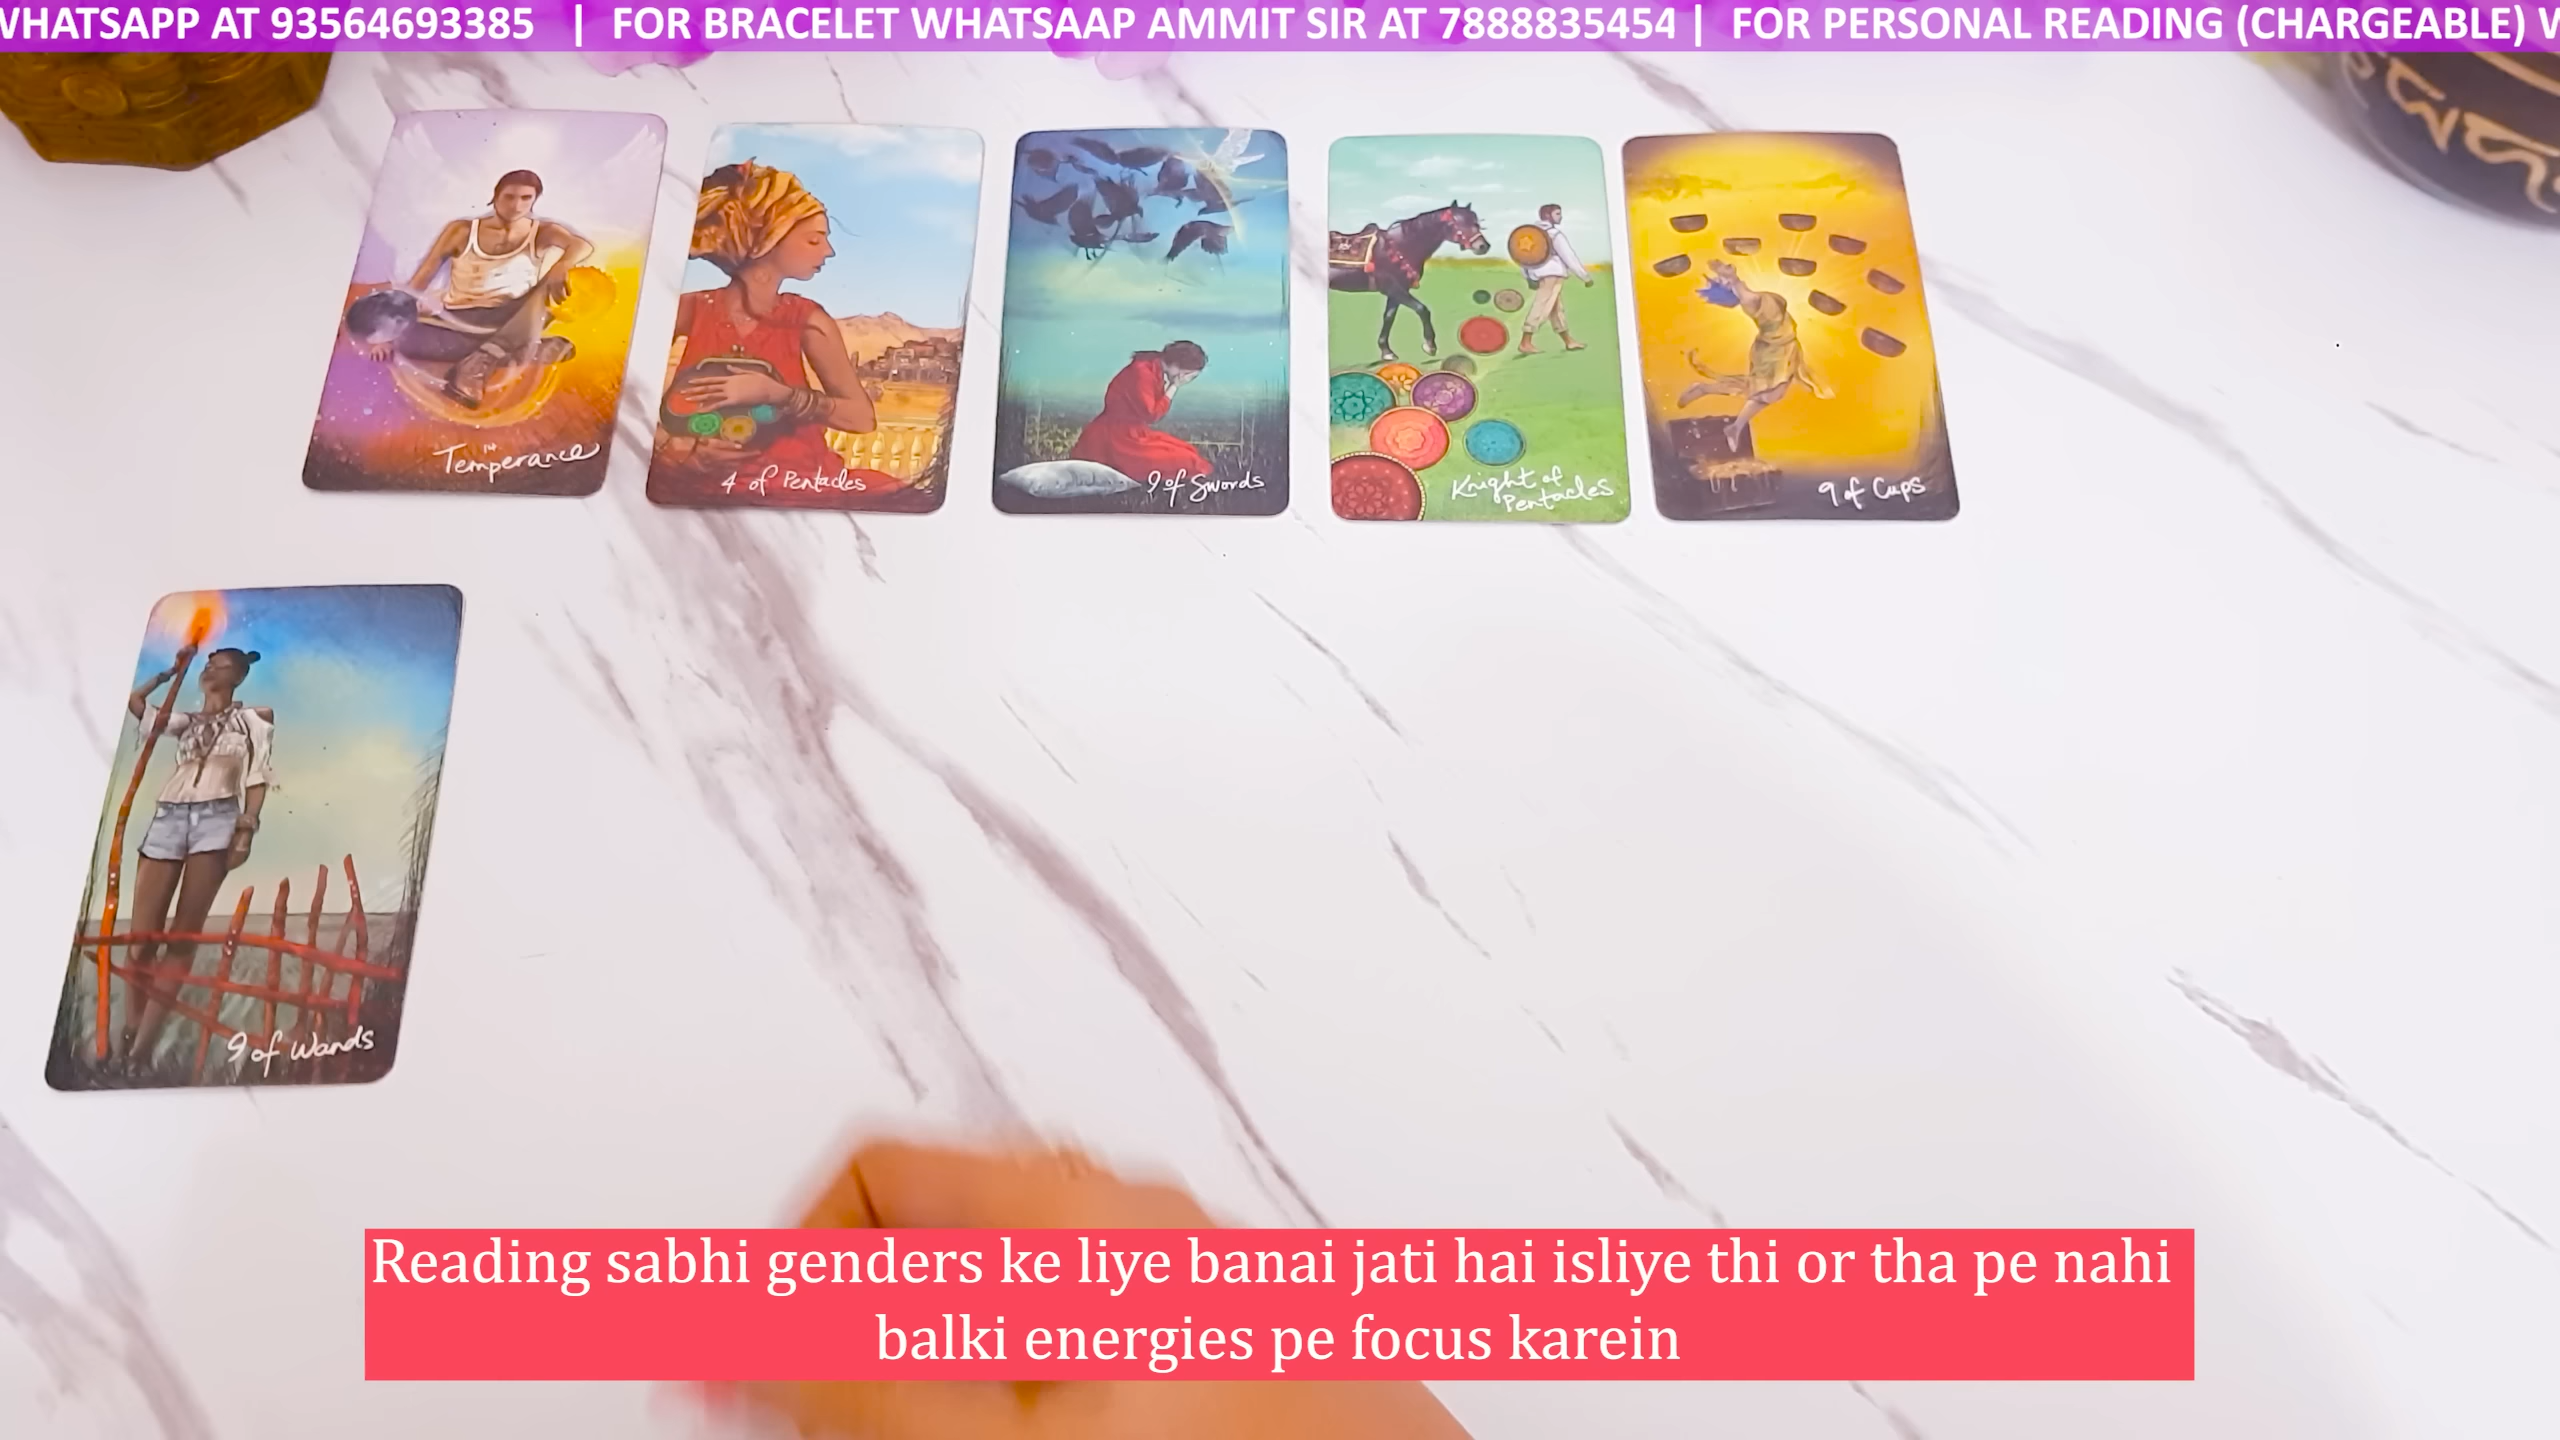 WHATSAPP AT 93564693385 | FOR BRACELET WHATSAAP AMMIT SIR AT 7888835454 | FOR PERSONAL READING (CHARGEABLE) W
Temperance
4 of Pentacles
9 of Swords
Knight of
Pentacles
9 of Cups
9 of Wands
Reading sabhi genders ke liye banai jati hai isliye thi or tha pe nahi
balki energies pe focus karein